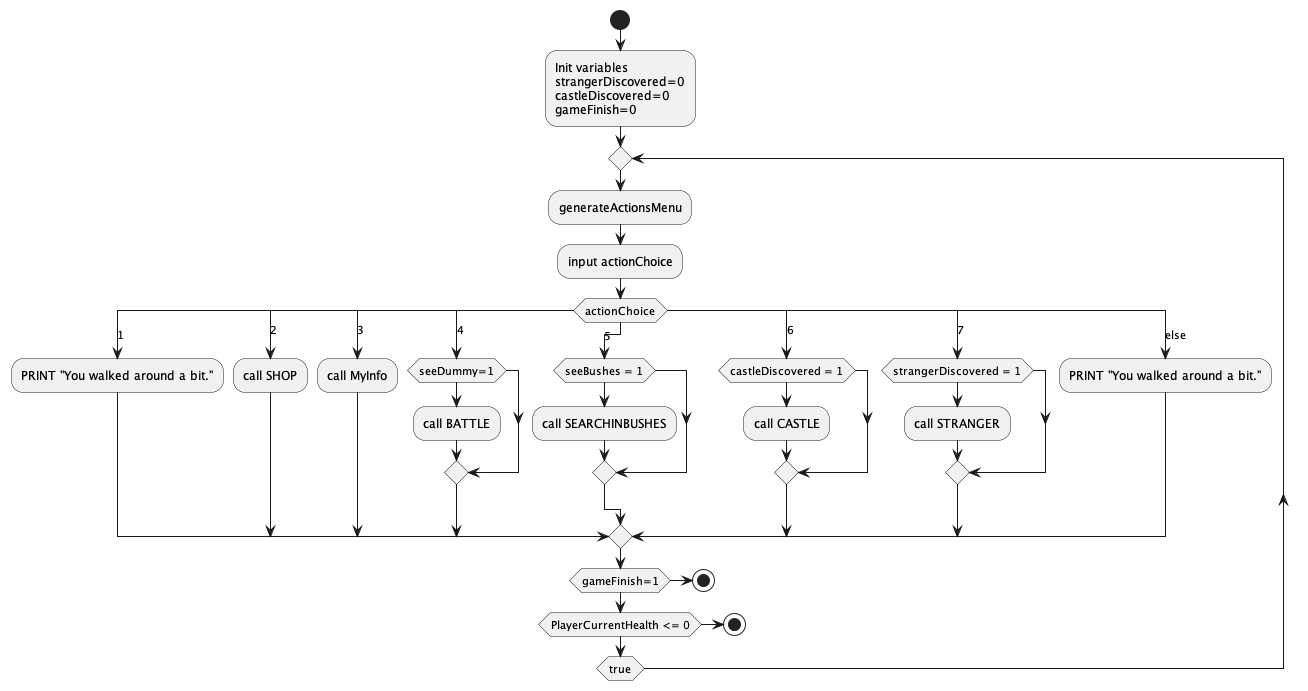 Init variables
strangerDiscovered=0
castleDiscovered=0
gameFinish=0
generateActionsMenu
input actionChoice
actionChoice
1
PRINT "You walked around a bit."
2
call SHOP
3
call MyInfo
4
seeDummy=1
call BATTLE
5
seeBushes = 1
call SEARCHINBUSHES
6
castleDiscovered = 1
call CASTLE
7
strangerDiscovered = 1
call STRANGER
else
PRINT "You walked around a bit."
gameFinish=1
PlayerCurrentHealth <= 0
true